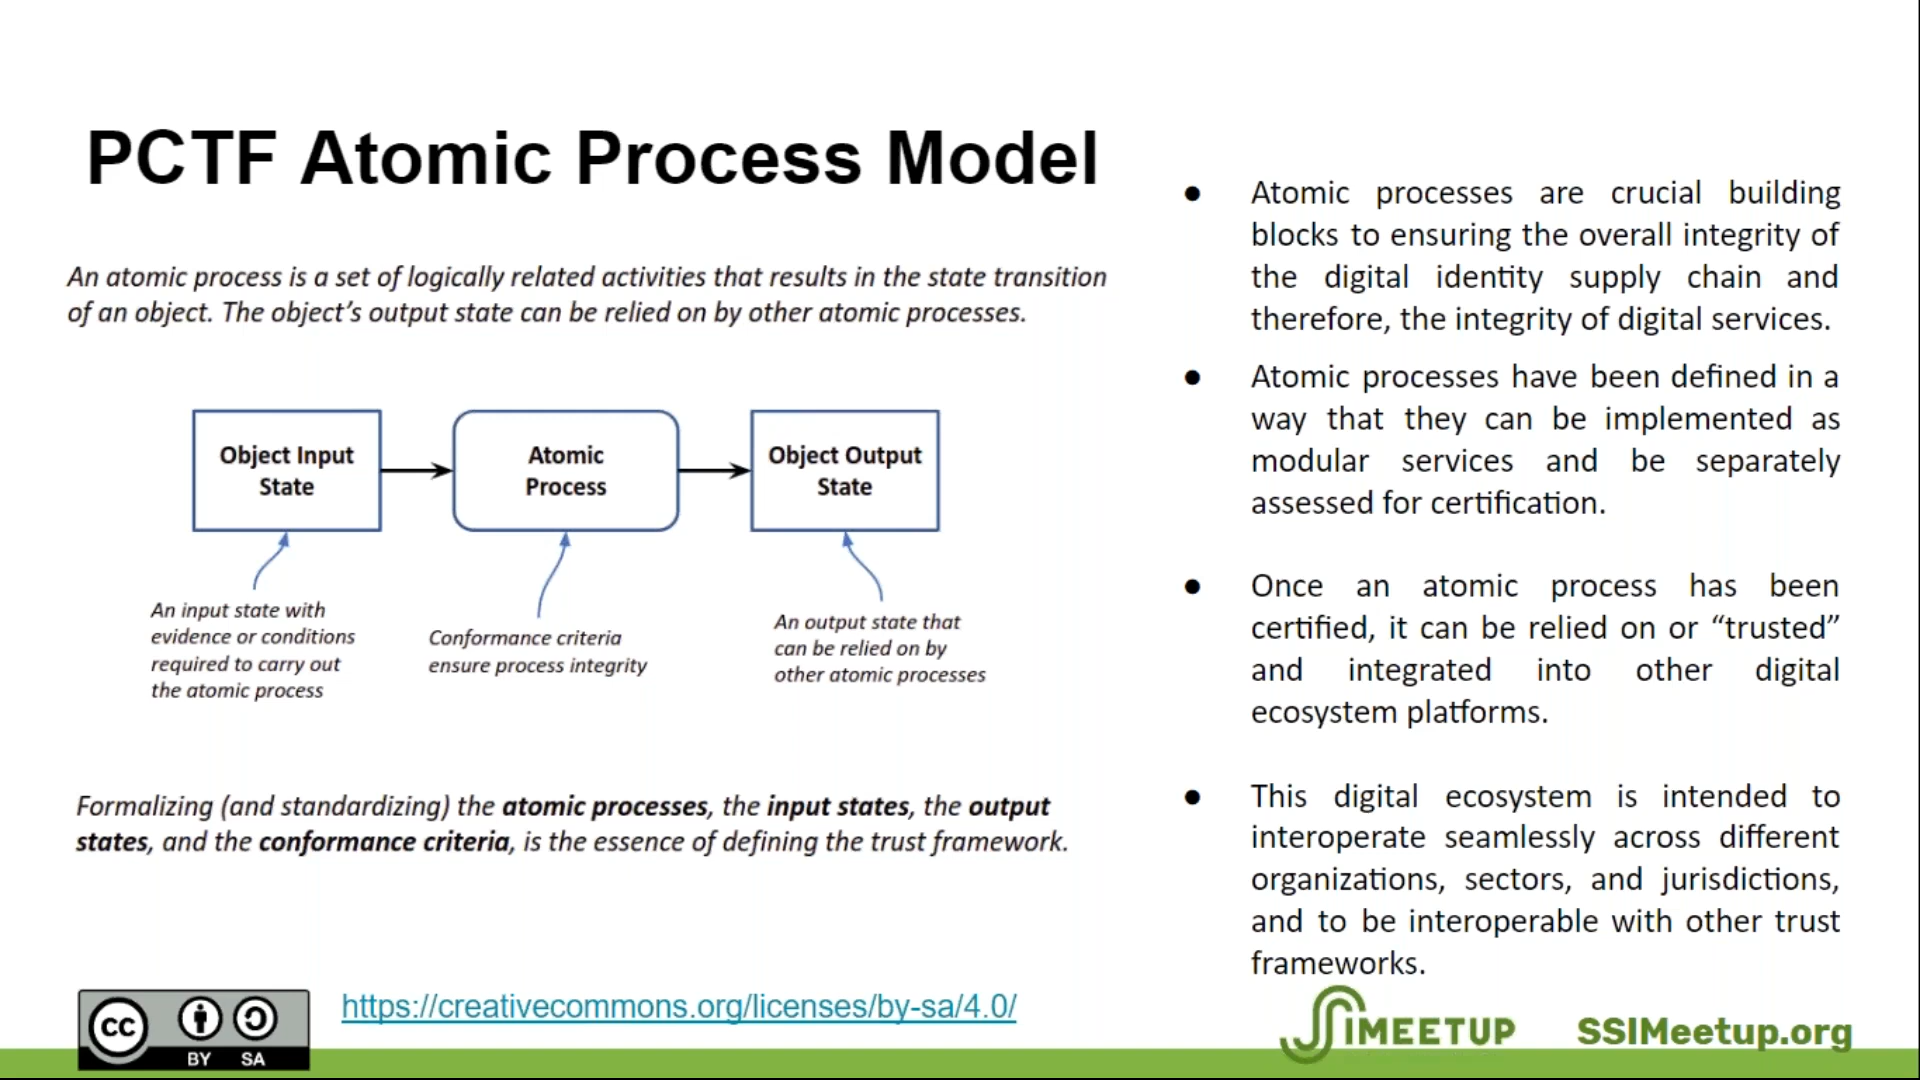 PCTF Atomic Process Model
An atomic process is a set of logically related activities that results in the state transition
of an object. The object’s output state can be relied on by other atomic processes.
Object Input
State
Atomic
Process
Object Output
State
An input state with
evidence or conditions
required to carry out
the atomic process
Conformance criteria
ensure process integrity
An output state that
can be relied on by
other atomic processes
Formalizing (and standardizing) the atomic processes, the input states, the output
states, and the conformance criteria, is the essence of defining the trust framework.
● Atomic processes are crucial building
blocks to ensuring the overall integrity of
the digital identity supply chain and
therefore, the integrity of digital services.
● Atomic processes have been defined in a
way that they can be implemented as
modular services and be separately
assessed for certification.
● Once an atomic process has been
certified, it can be relied on or “trusted”
and integrated into other digital
ecosystem platforms.
● This digital ecosystem is intended to
interoperate seamlessly across different
organizations, sectors, and jurisdictions,
and to be interoperable with other trust
frameworks.
cc
BY SA
https://creativecommons.org/licenses/by-sa/4.0/
SSIMEETUP
SSIMeetup.org